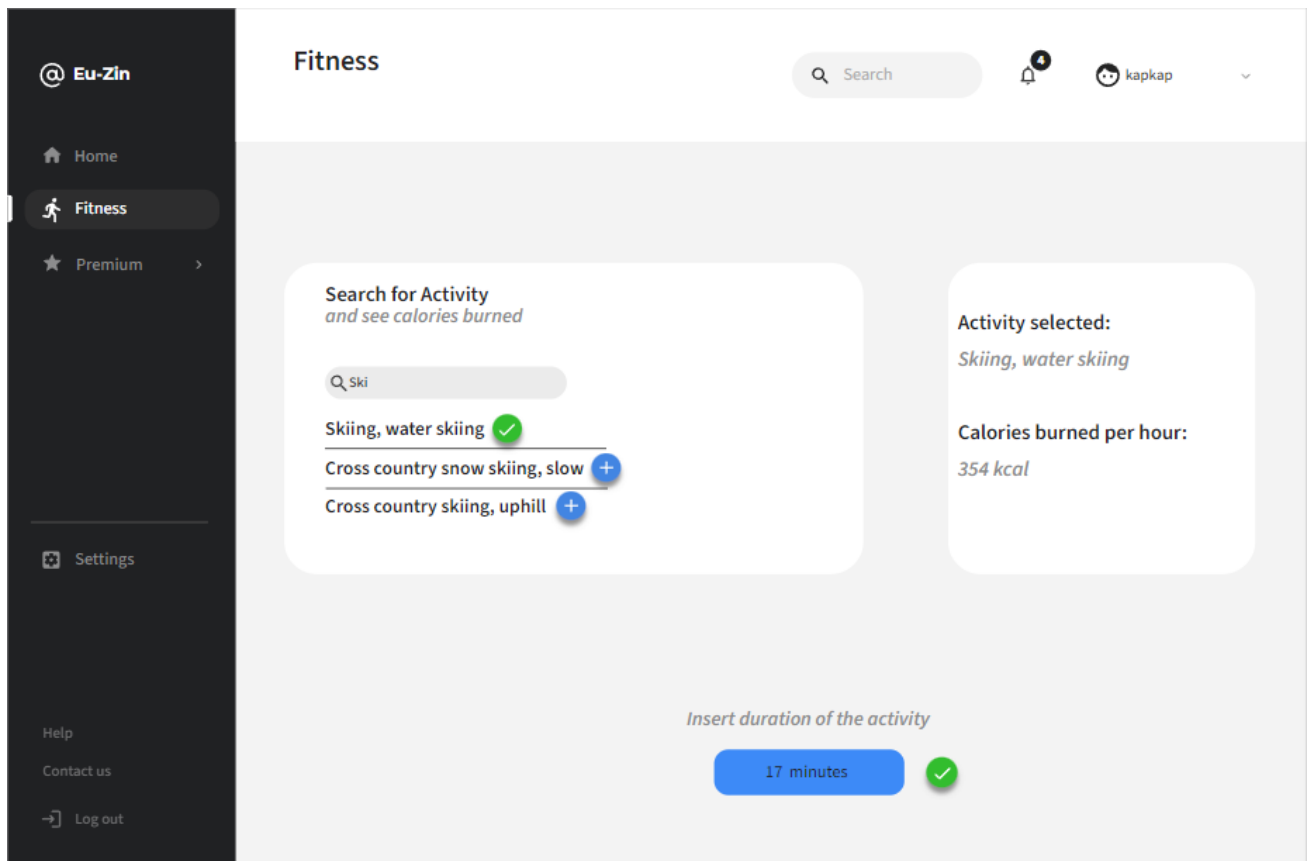 @ Eu-Zin
Home
Fitness
Premium
Settings
Help
Contact us
Log out
Fitness
Search
4
kapkap
Search for Activity
and see calories burned
Ski
Skiing, water skiing
Cross country snow skiing, slow
Cross country skiing, uphill
Activity selected:
Skiing, water skiing
Calories burned per hour:
354 kcal
Insert duration of the activity
17 minutes